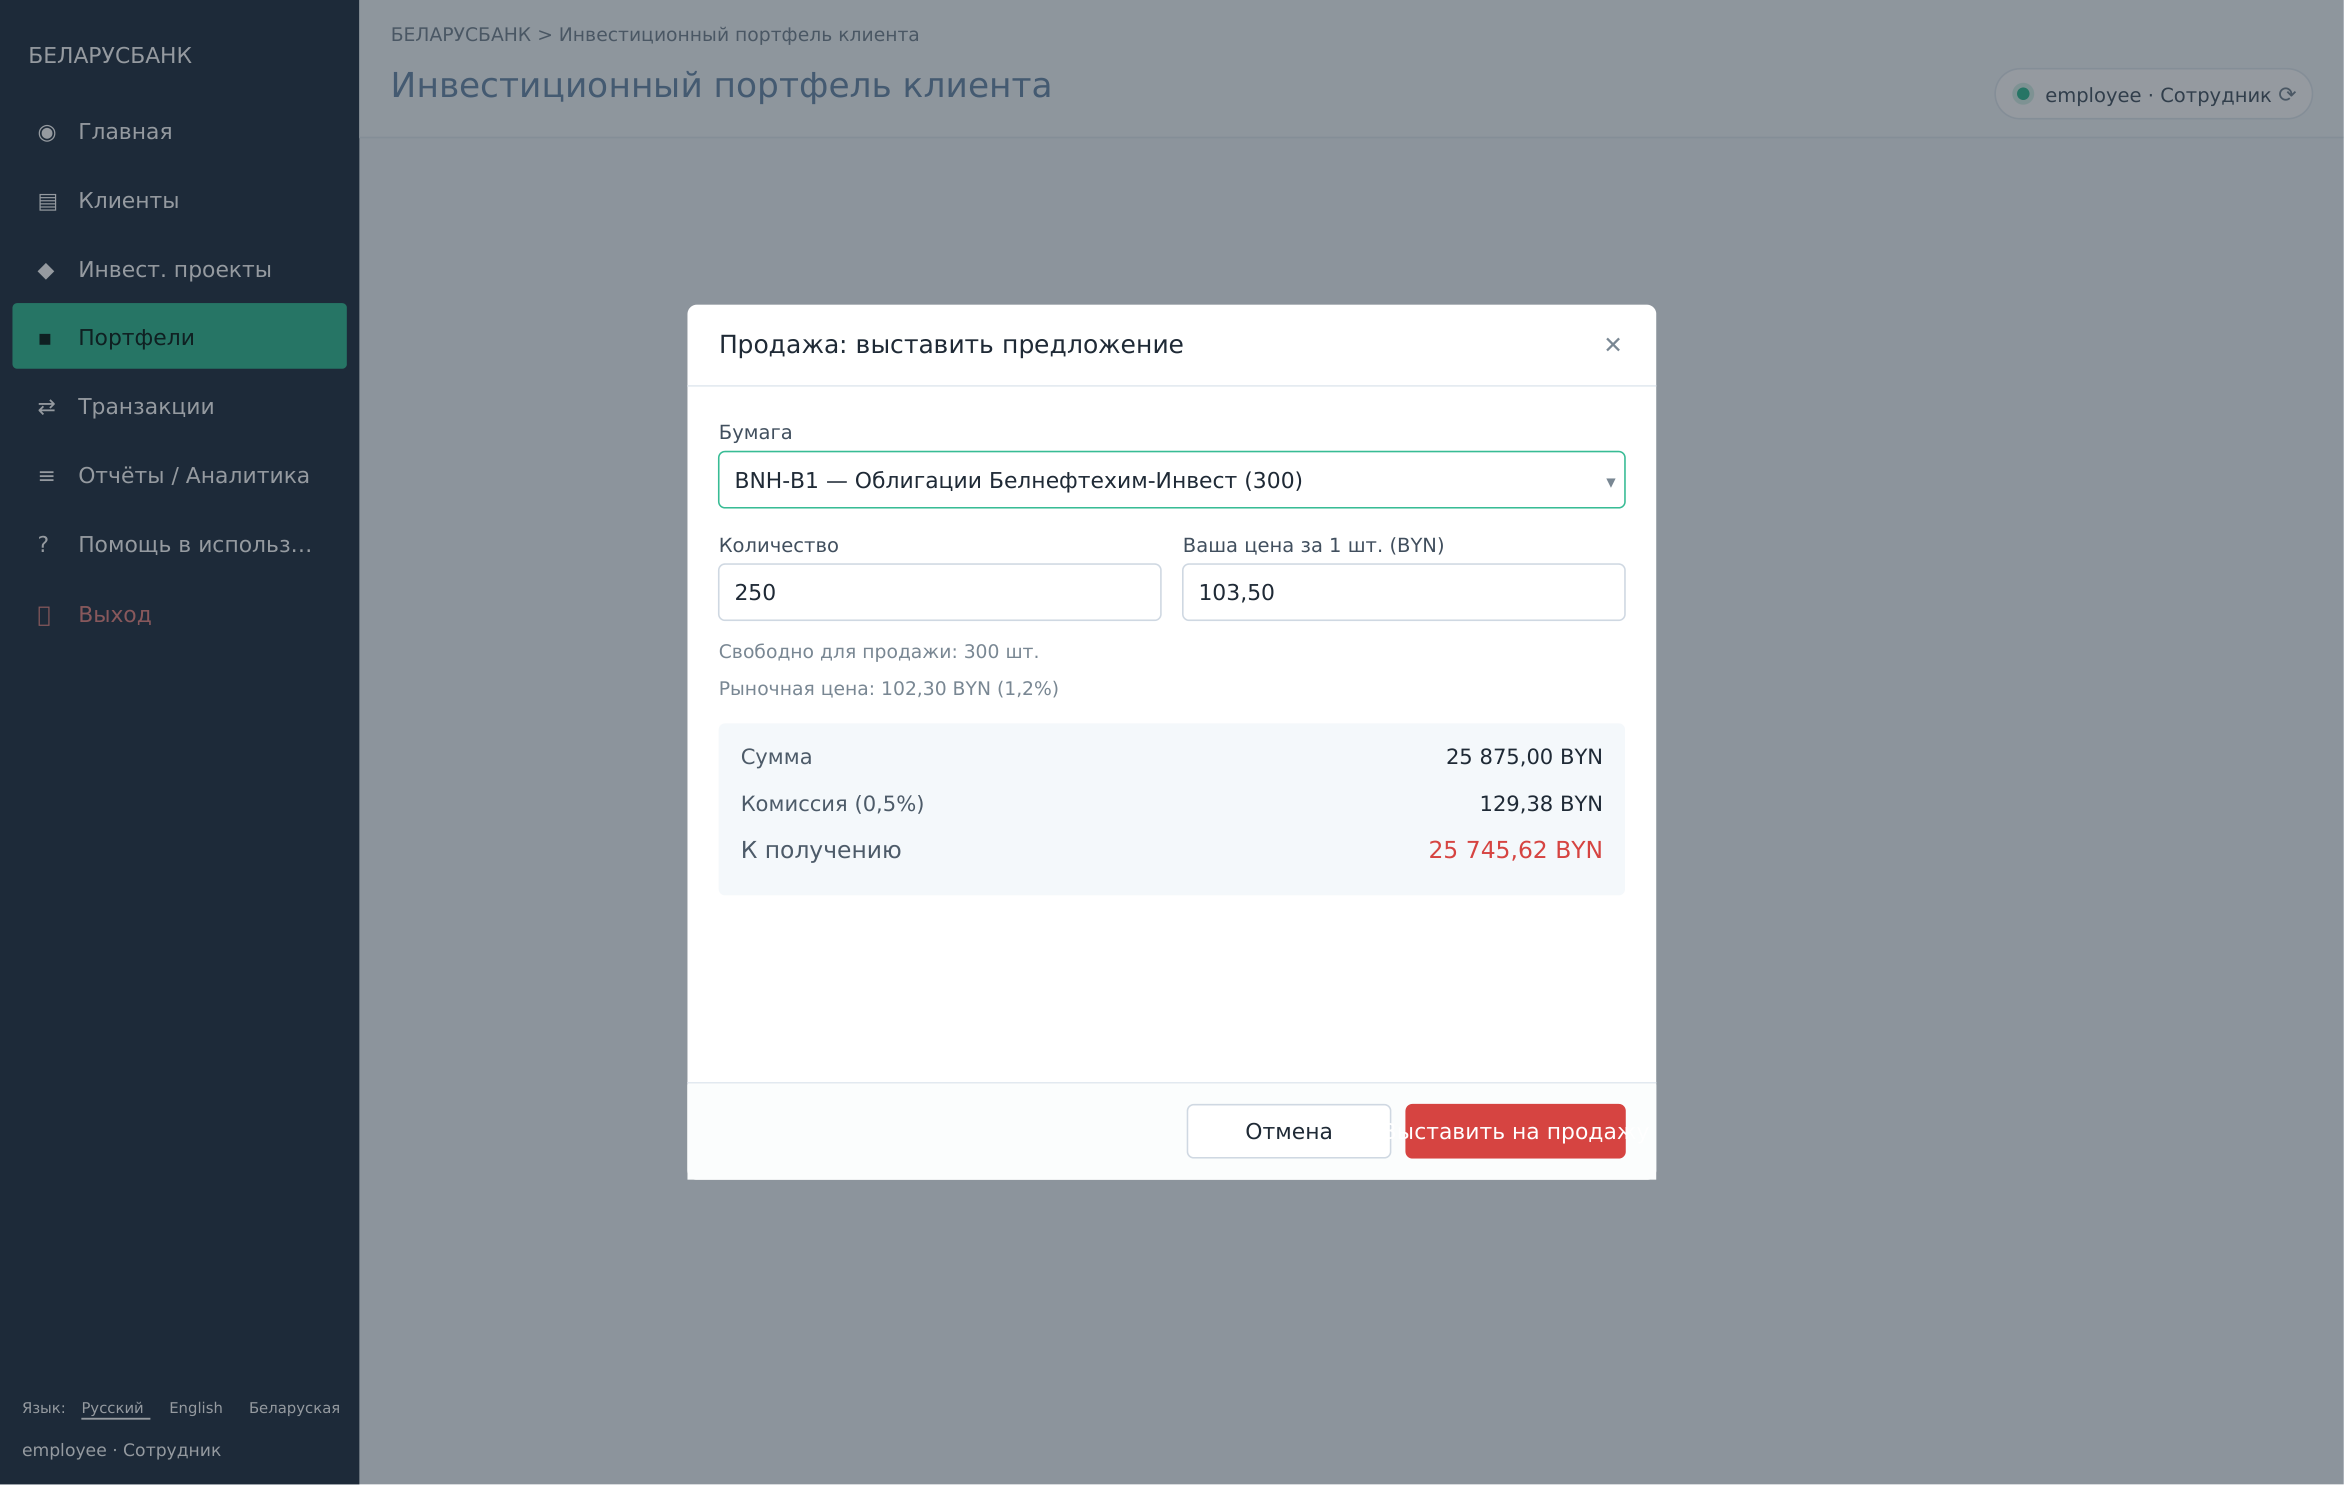 БЕЛАРУСБАНК
◉ Главная
▤ Клиенты
◆ Инвест. проекты
▪ Портфели
⇄ Транзакции
≡ Отчёты / Аналитика
? Помощь в использ...
Выход
Язык: Русский English Беларуская
employee · Сотрудник
БЕЛАРУСБАНК > Инвестиционный портфель клиента
Инвестиционный портфель клиента
employee · Сотрудник ⟳
Продажа: выставить предложение ✕
Бумага
BNH-B1 — Облигации Белнефтехим-Инвест (300) ▾
Количество Ваша цена за 1 шт. (BYN)
250 103,50
Свободно для продажи: 300 шт.
Рыночная цена: 102,30 BYN (1,2%)
Сумма 25 875,00 BYN
Комиссия (0,5%) 129,38 BYN
К получению 25 745,62 BYN
Отмена Выставить на продажу